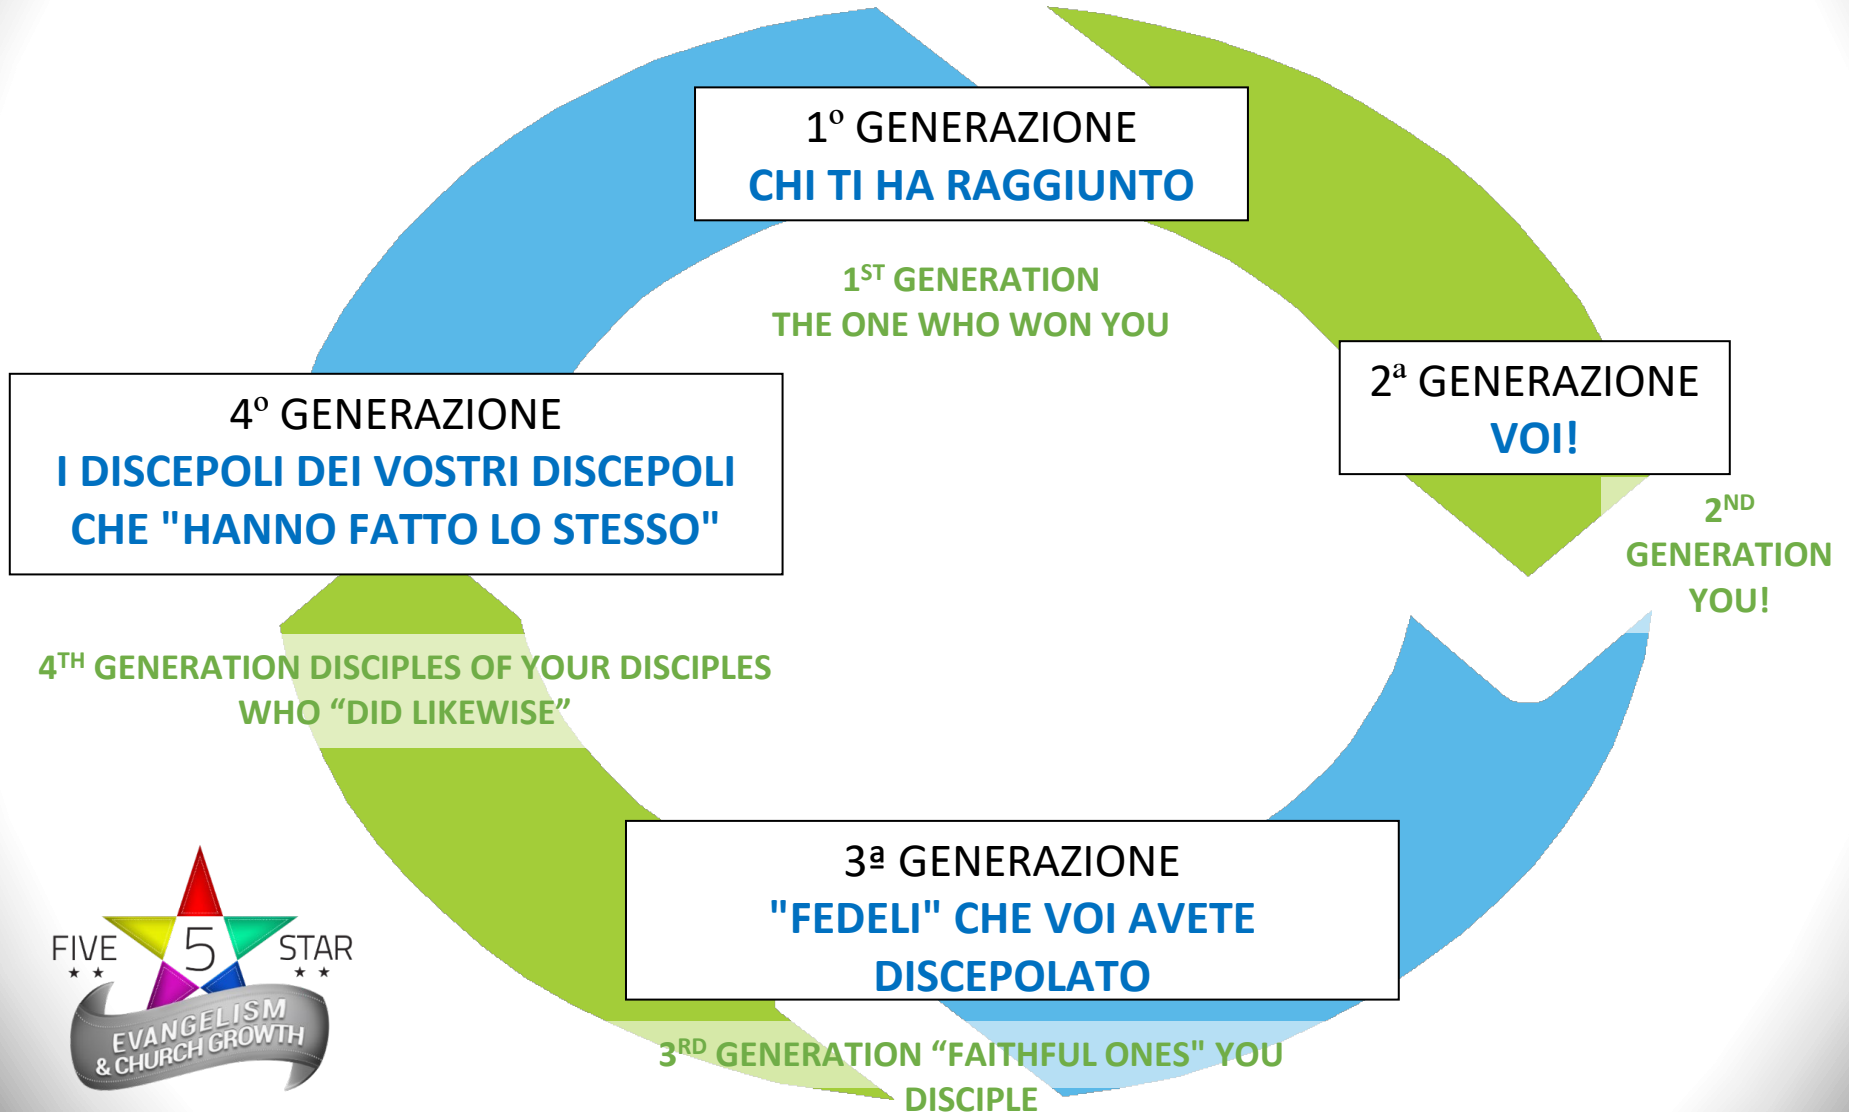 1º GENERAZIONE
CHI TI HA RAGGIUNTO
1ST GENERATION
THE ONE WHO WON YOU
2ª GENERAZIONE
VOI!
2ND
GENERATION
YOU!
3ª GENERAZIONE
"FEDELI" CHE VOI AVETE
DISCEPOLATO
3RD GENERATION “FAITHFUL ONES" YOU
DISCIPLE
4º GENERAZIONE
I DISCEPOLI DEI VOSTRI DISCEPOLI
CHE "HANNO FATTO LO STESSO"
4TH GENERATION DISCIPLES OF YOUR DISCIPLES
WHO “DID LIKEWISE”
FIVE 5 STAR
EVANGELISM
& CHURCH GROWTH